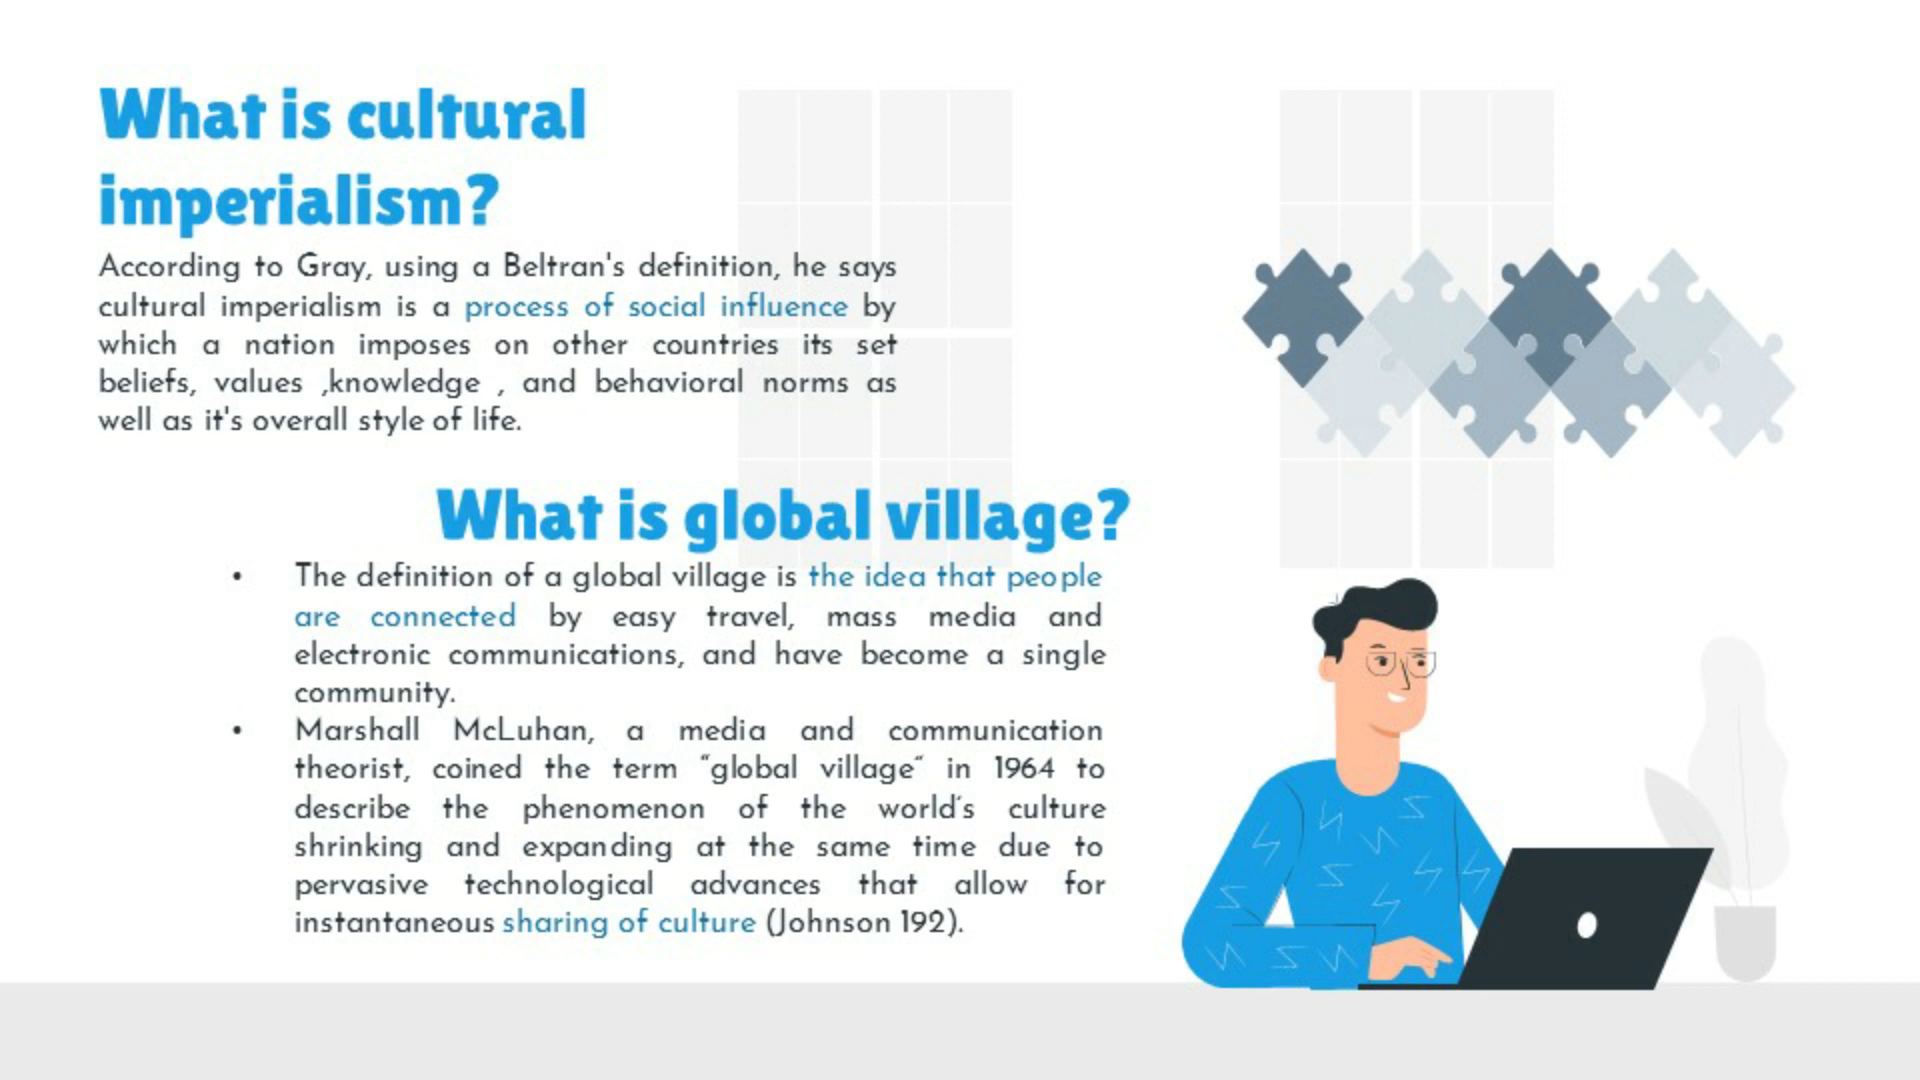 What is cultural
imperialism?
According to Gray, using a Beltran's definition, he says
cultural imperialism is a process of social influence by
which a nation imposes on other countries its set
beliefs, values ,knowledge , and behavioral norms as
well as it's overall style of life.
What is global village?
• The definition of a global village is the idea that people
are connected by easy travel, mass media and
electronic communications, and have become a single
community.
• Marshall McLuhan, a media and communication
theorist, coined the term “global village” in 1964 to
describe the phenomenon of the world’s culture
shrinking and expanding at the same time due to
pervasive technological advances that allow for
instantaneous sharing of culture (Johnson 192).